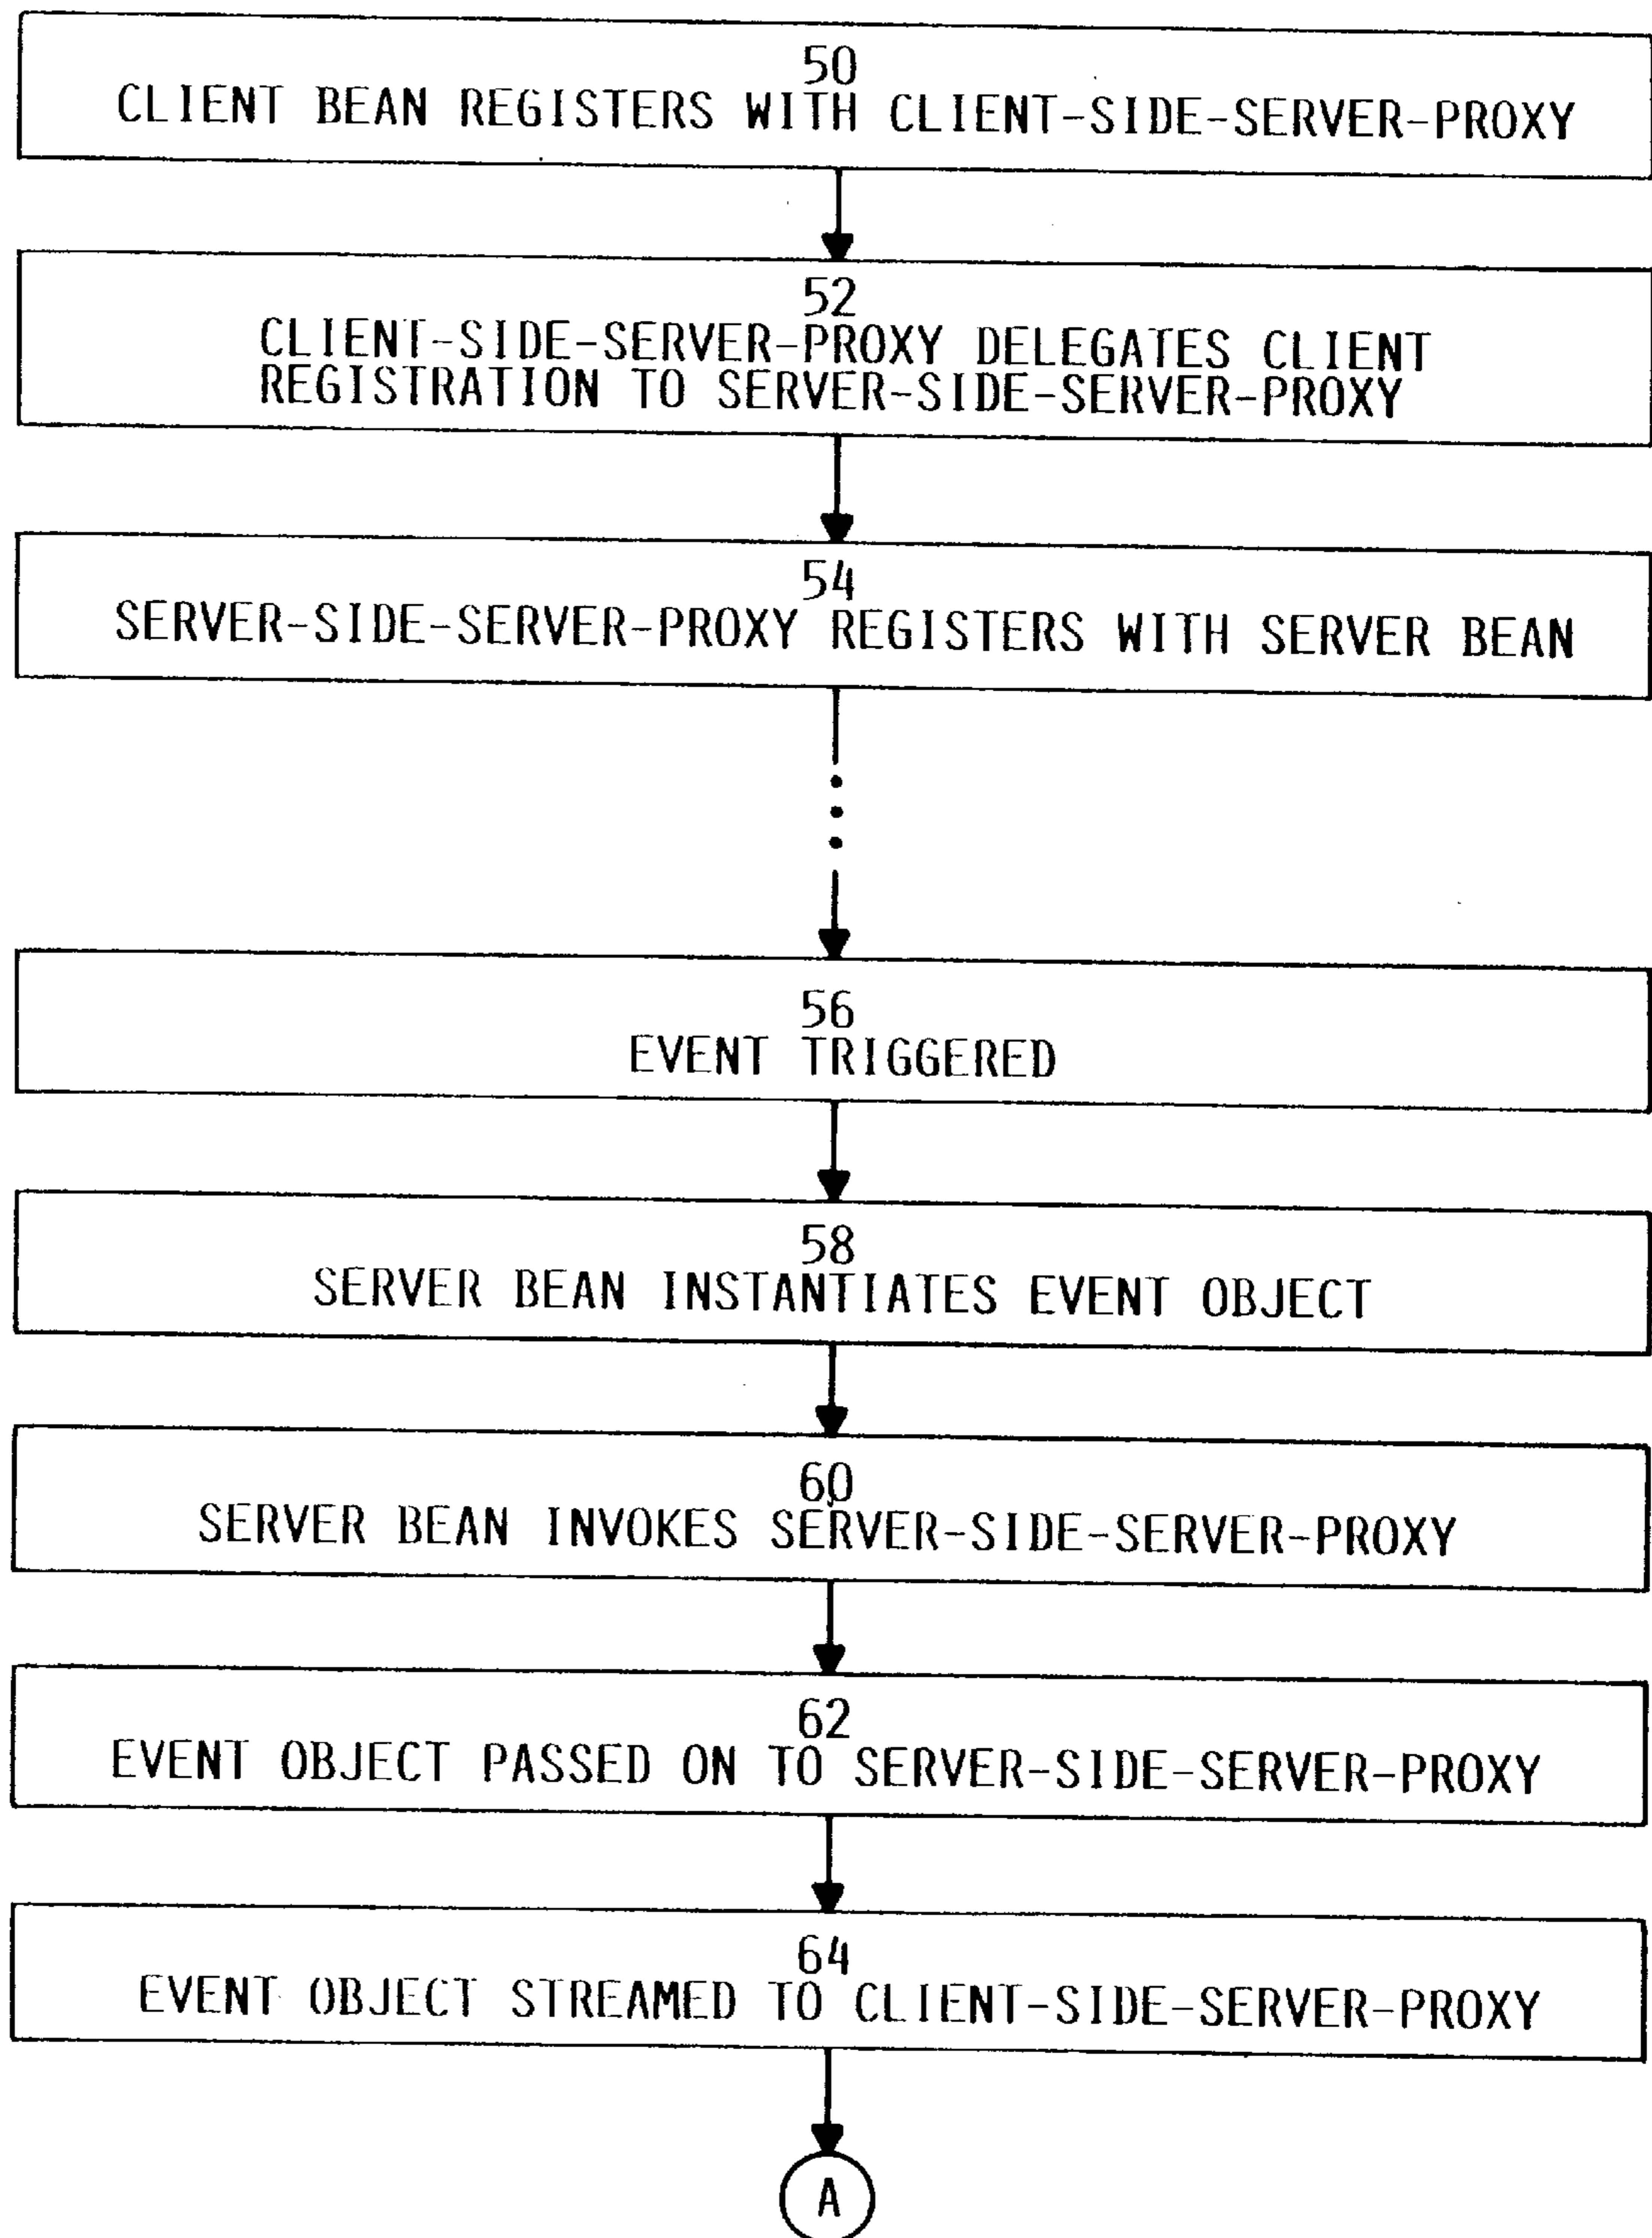 50
CLIENT BEAN REGISTERS WITH CLIENT-SIDE-SERVER-PROXY
52
CLIENT-SIDE-SERVER-PROXY DELEGATES CLIENT
REGISTRATION TO SERVER-SIDE-SERVER-PROXY
54
SERVER-SIDE-SERVER-PROXY REGISTERS WITH SERVER BEAN
56
EVENT TRIGGERED
58
SERVER BEAN INSTANTIATES EVENT OBJECT
60
SERVER BEAN INVOKES SERVER-SIDE-SERVER-PROXY
62
EVENT OBJECT PASSED ON TO SERVER-SIDE-SERVER-PROXY
64
EVENT OBJECT STREAMED TO CLIENT-SIDE-SERVER-PROXY
A